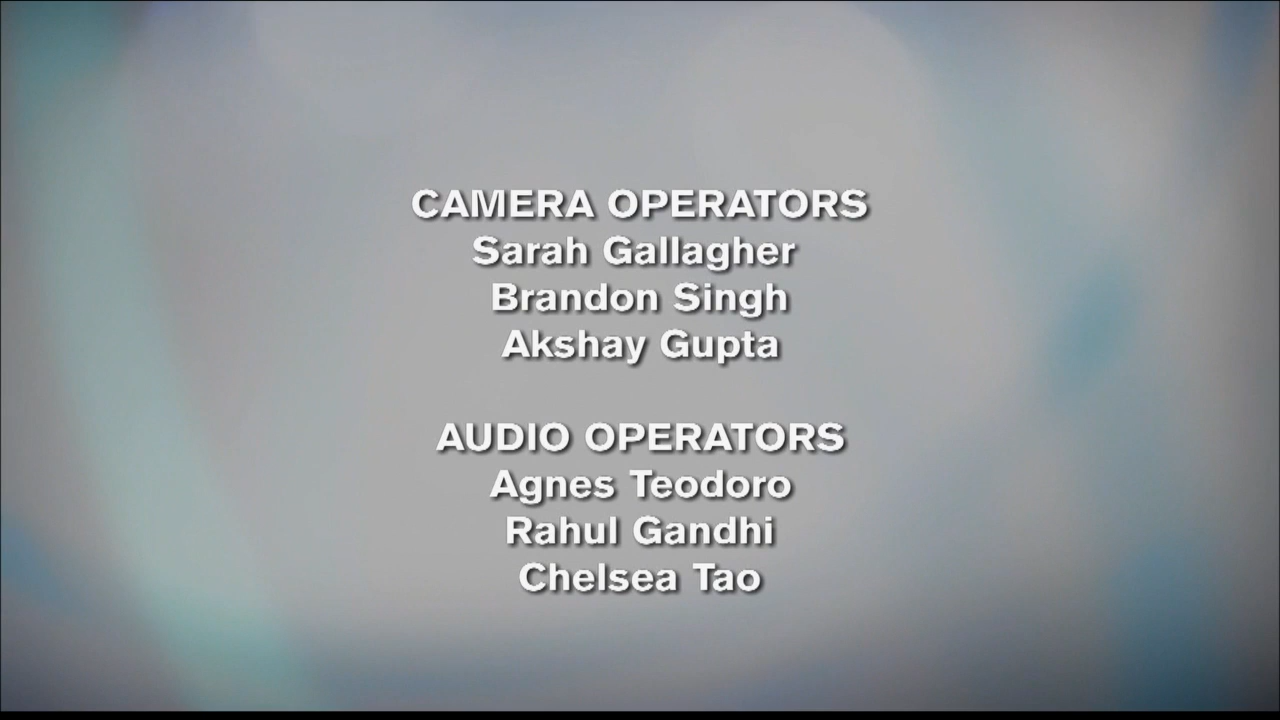 CAMERA OPERATORS
Sarah Gallagher
Brandon Singh
Akshay Gupta
AUDIO OPERATORS
Agnes Teodoro
Rahul Gandhi
Chelsea Tao